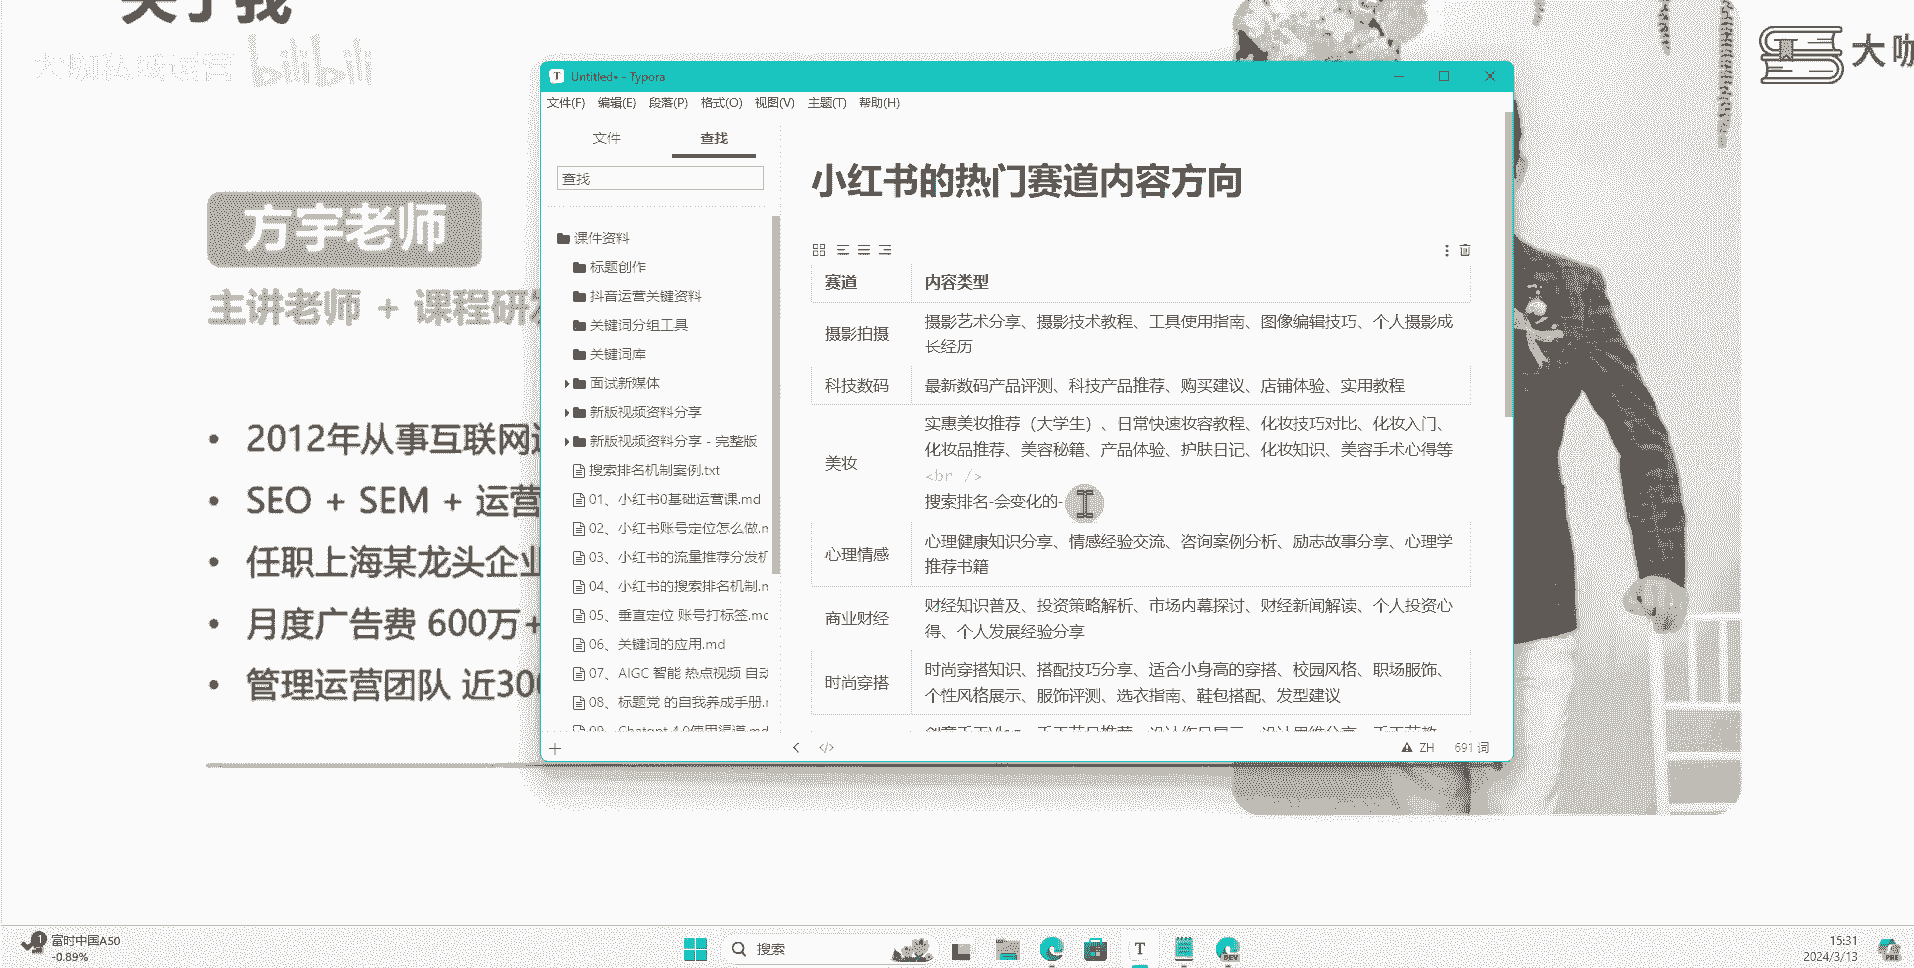 关于我
大咖私域运营 bilibili
大咖
方宇老师
主讲老师 + 课程研
• 2012年从事互联网
• SEO + SEM + 运营
• 任职上海某龙头企业
• 月度广告费 600万+
• 管理运营团队 近300
Untitled• - Typora
文件(F) 编辑(E) 段落(P) 格式(O) 视图(V) 主题(T) 帮助(H)
文件 查找
查找
课件资料
标题创作
抖音运营关键资料
关键词分组工具
关键词库
面试新媒体
新版视频资料分享
新版视频资料分享 - 完整版
搜索排名机制案例.txt
01、小红书0基础运营课.md
02、小红书账号定位怎么做.m
03、小红书的流量推荐分发机
04、小红书的搜索排名机制.m
05、垂直定位 账号打标签.md
06、关键词的应用.md
07、AIGC 智能 热点视频 自动
08、标题党 的自我养成手册.m
09、Chatgpt 4.0使用渠道.md
小红书的热门赛道内容方向
赛道 内容类型
摄影拍摄 摄影艺术分享、摄影技术教程、工具使用指南、图像编辑技巧、个人摄影成
长经历
科技数码 最新数码产品评测、科技产品推荐、购买建议、店铺体验、实用教程
美妆 实惠美妆推荐（大学生）、日常快速妆容教程、化妆技巧对比、化妆入门、
化妆品推荐、美容秘籍、产品体验、护肤日记、化妆知识、美容手术心得等
<br />
搜索排名-会变化的-
心理情感 心理健康知识分享、情感经验交流、咨询案例分析、励志故事分享、心理学
推荐书籍
商业财经 财经知识普及、投资策略解析、市场内幕探讨、财经新闻解读、个人投资心
得、个人发展经验分享
时尚穿搭 时尚穿搭知识、搭配技巧分享、适合小身高的穿搭、校园风格、职场服饰、
个性风格展示、服饰评测、选衣指南、鞋包搭配、发型建议
ZH 691 词
1 富时中国A50
-0.89%
搜索
T
DEV
15:31
2024/3/13
PRE